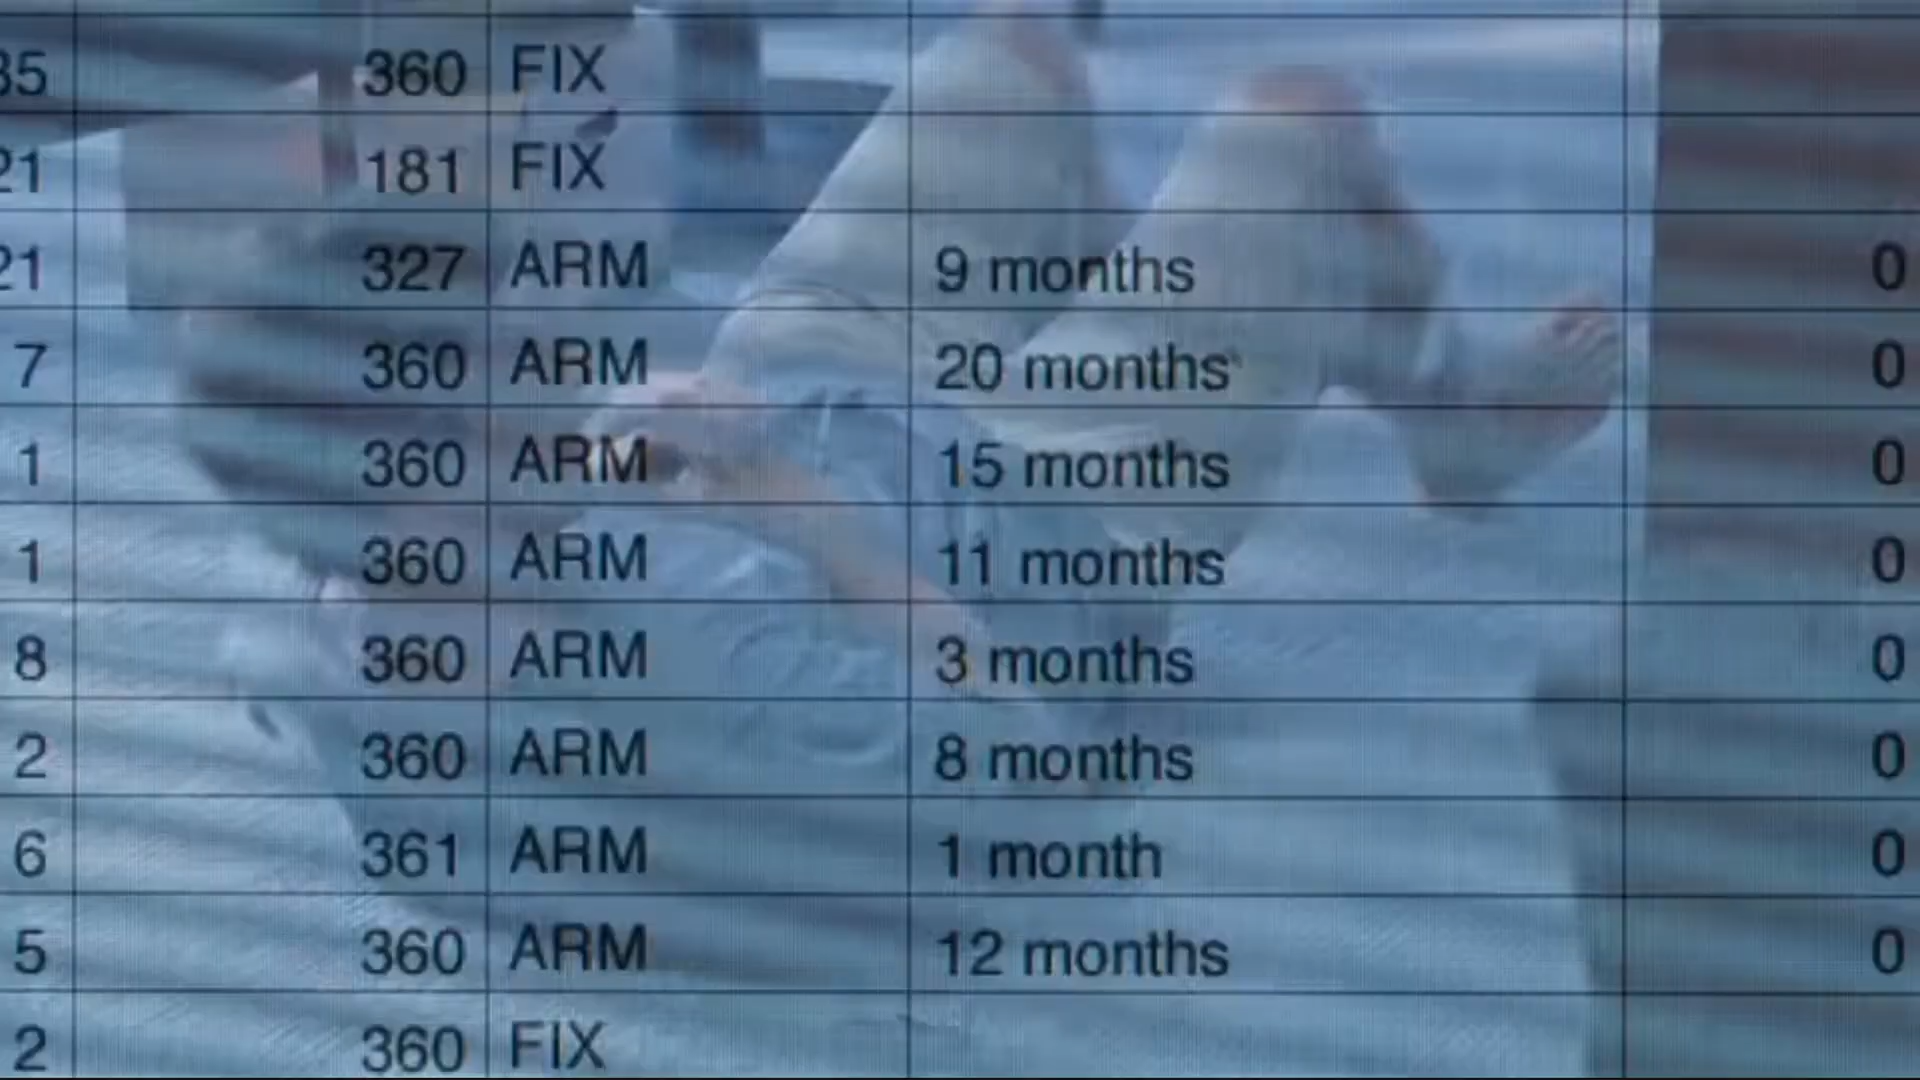 35 360 FIX
21 181 FIX
21 327 ARM 9 months 0
7 360 ARM 20 months 0
1 360 ARM 15 months 0
1 360 ARM 11 months 0
8 360 ARM 3 months 0
2 360 ARM 8 months 0
6 361 ARM 1 month 0
5 360 ARM 12 months 0
2 360 FIX